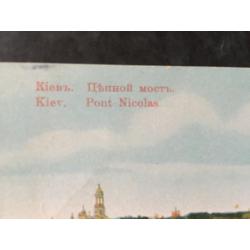 Кіевъ. Цѣпной мостъ.
Kiev. Pont Nicolas